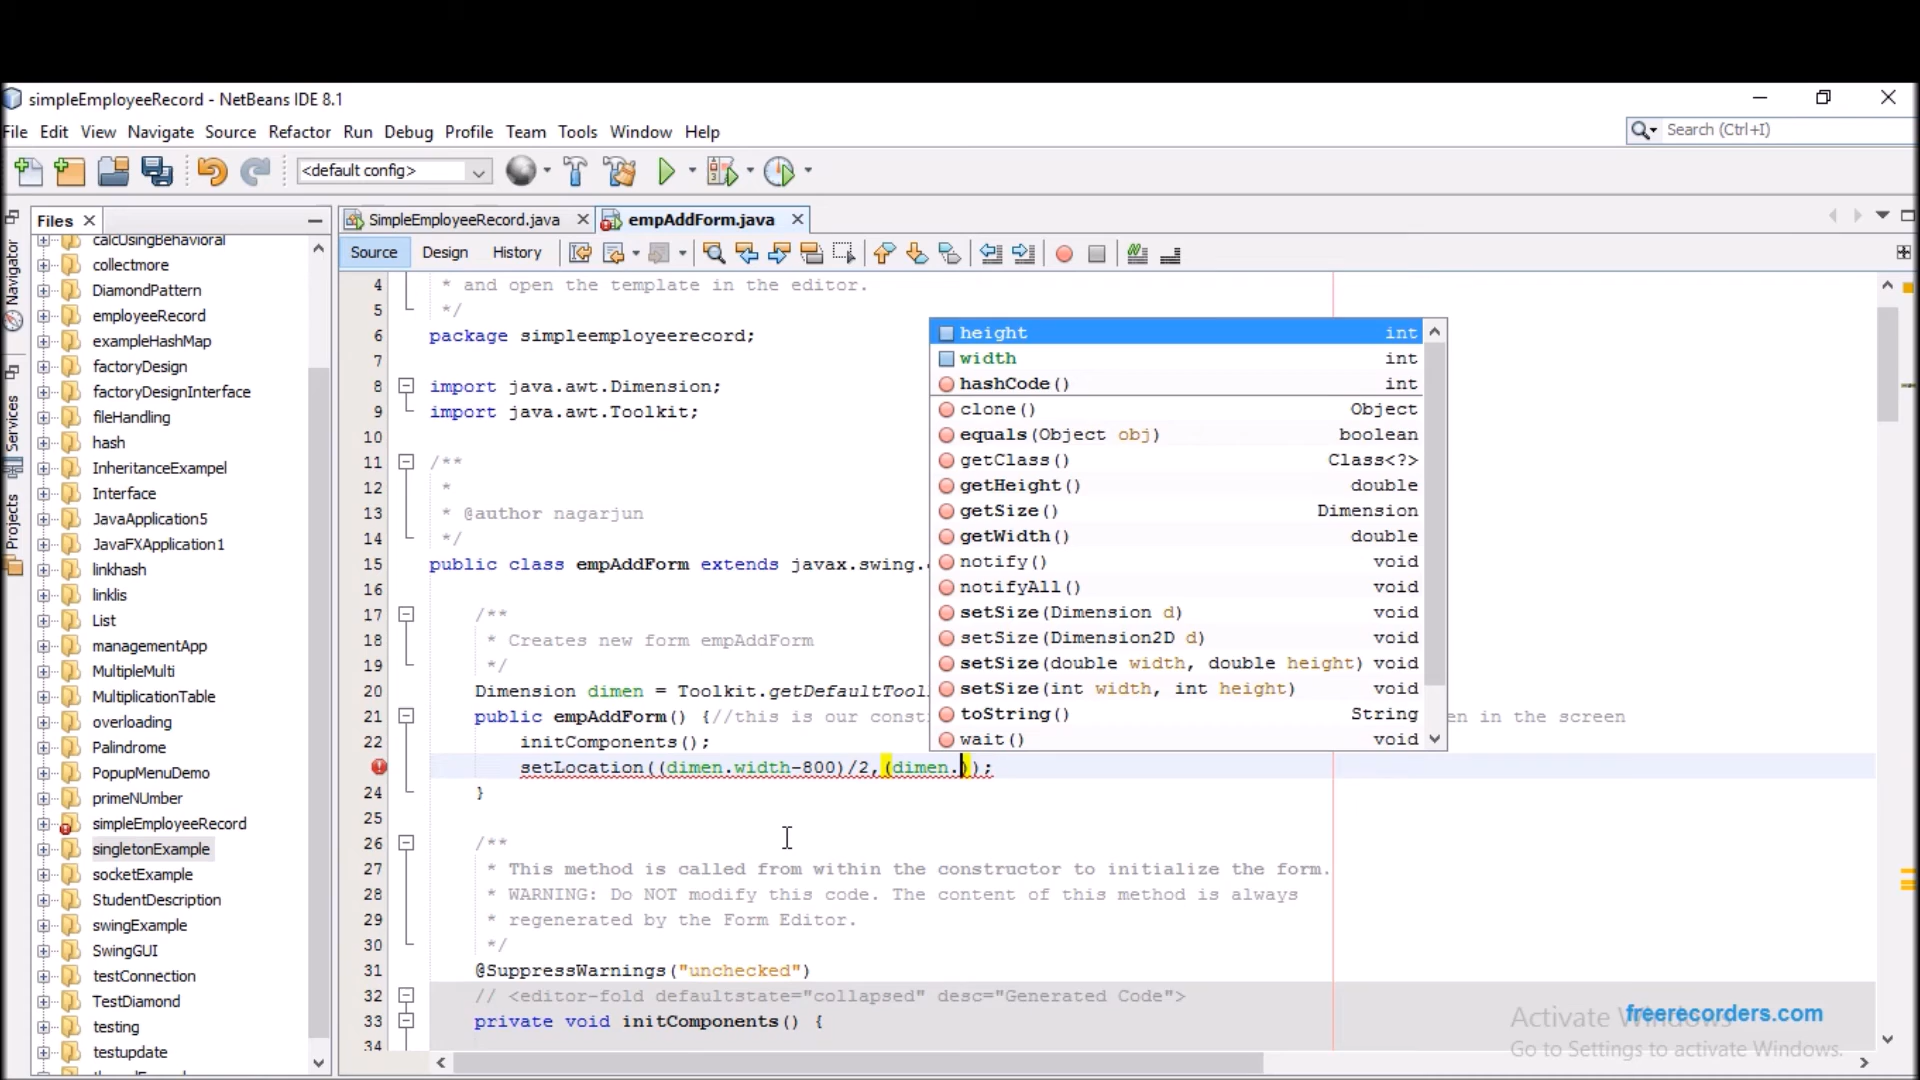 simpleEmployeeRecord - NetBeans IDE 8.1
File Edit View Navigate Source Refactor Run Debug Profile Team Tools Window Help
Search (Ctrl+I)
<default config>
Files
SimpleEmployeeRecord.java
empAddForm.java
Source Design History
Navigator
Services
Projects
calcUsingBehavioral
collectmore
DiamondPattern
employeeRecord
exampleHashMap
factoryDesign
factoryDesignInterface
fileHandling
hash
InheritanceExampel
Interface
JavaApplication5
JavaFXApplication1
linkhash
linklis
List
managementApp
MultipleMulti
MultiplicationTable
overloading
Palindrome
PopupMenuDemo
primeNUmber
simpleEmployeeRecord
singletonExample
socketExample
StudentDescription
swingExample
SwingGUI
testConnection
TestDiamond
testing
testupdate
4 * and open the template in the editor.
5 */
6 package simpleemployeerecord;
7
8 import java.awt.Dimension;
9 import java.awt.Toolkit;
10
11 /**
12 *
13 * @author nagarjun
14 */
15 public class empAddForm extends javax.swing.
16
17 /**
18 * Creates new form empAddForm
19 */
20 Dimension dimen = Toolkit.getDefaultTool
21 public empAddForm() {//this is our const en in the screen
22 initComponents();
setLocation((dimen.width-800)/2,(dimen.));
24 }
25
26 /**
27 * This method is called from within the constructor to initialize the form.
28 * WARNING: Do NOT modify this code. The content of this method is always
29 * regenerated by the Form Editor.
30 */
31 @SuppressWarnings("unchecked")
32 // <editor-fold defaultstate="collapsed" desc="Generated Code">
33 private void initComponents() {
34
height int
width int
hashCode() int
clone() Object
equals(Object obj) boolean
getClass() Class<?>
getHeight() double
getSize() Dimension
getWidth() double
notify() void
notifyAll() void
setSize(Dimension d) void
setSize(Dimension2D d) void
setSize(double width, double height) void
setSize(int width, int height) void
toString() String
wait() void
Activate Windows
freerecorders.com
Go to Settings to activate Windows.